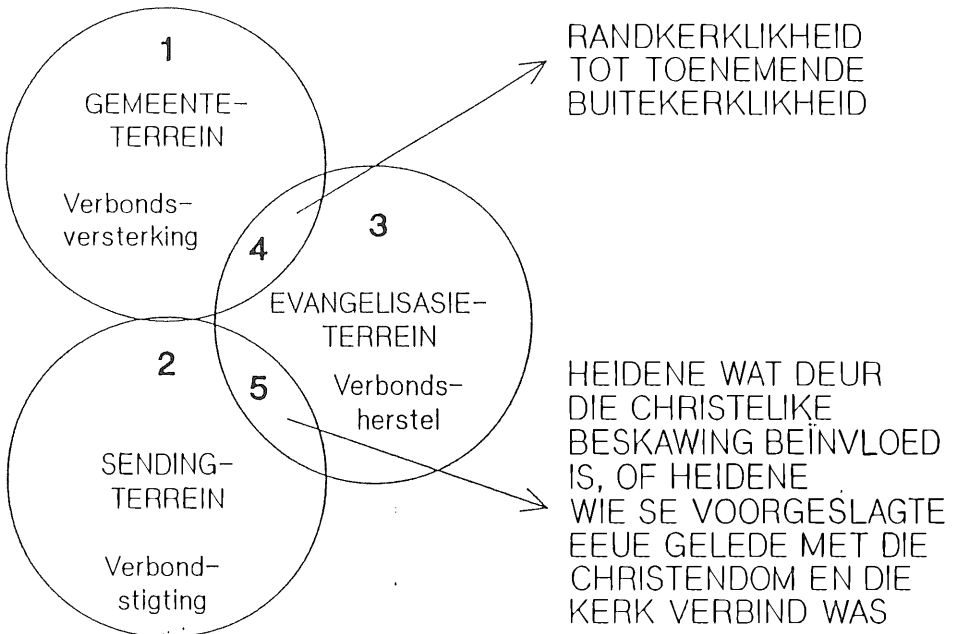 1
GEMEENTE-
TERREIN
Verbonds-
versterking
4
RANDKERKLIKHEID
TOT TOENEMENDE
BUITEKERKLIKHEID
3
EVANGELISASIE-
TERREIN
Verbonds-
herstel
2
SENDING-
TERREIN
Verbond-
stigting
5
HEIDENE WAT DEUR
DIE CHRISTELIKE
BESKAWING BEÏNVLOED
IS, OF HEIDENE
WIE SE VOORGESLAGTE
EEUE GELEDE MET DIE
CHRISTENDOM EN DIE
KERK VERBIND WAS